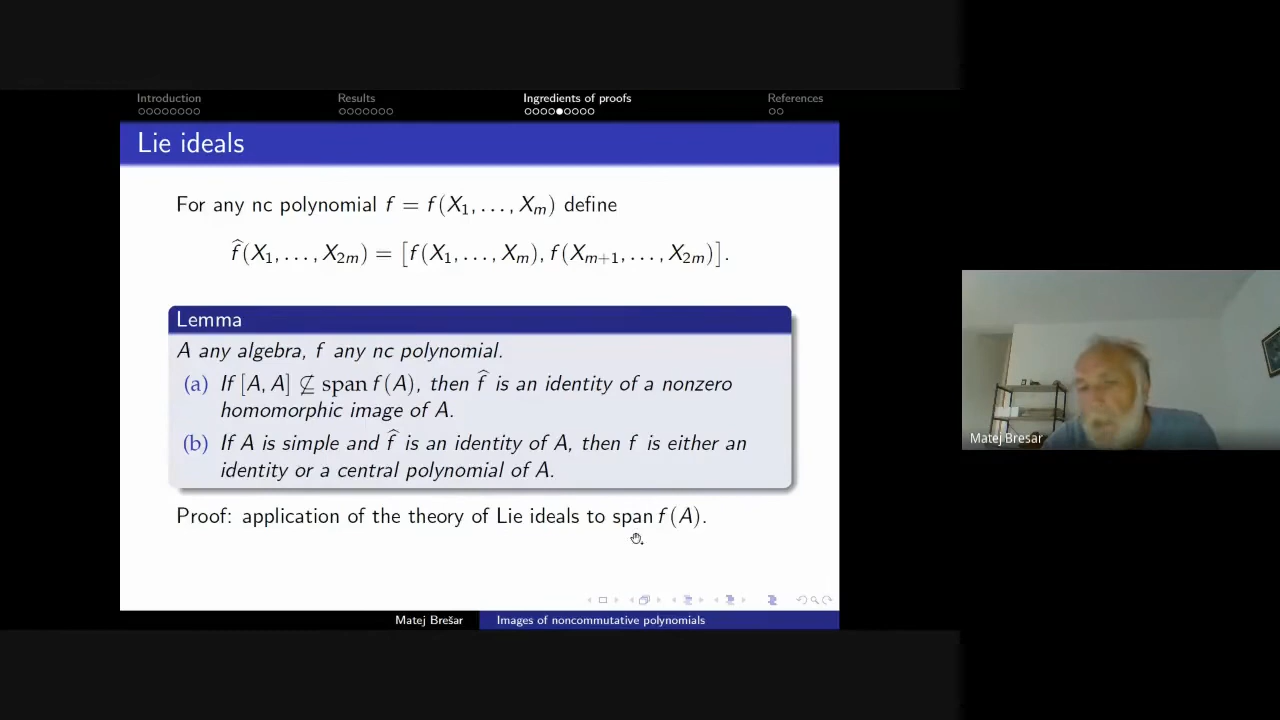 Introduction Results Ingredients of proofs References
Lie ideals
For any nc polynomial f = f(X₁, . . . , Xₘ) define
f̂(X₁, . . . , X₂ₘ) = [f(X₁, . . . , Xₘ), f(Xₘ₊₁, . . . , X₂ₘ)].
Lemma
A any algebra, f any nc polynomial.
(a) If [A, A] ⊈ span f(A), then f̂ is an identity of a nonzero
homomorphic image of A.
(b) If A is simple and f̂ is an identity of A, then f is either an
identity or a central polynomial of A.
Proof: application of the theory of Lie ideals to span f(A).
Matej Brešar Images of noncommutative polynomials
Matej Bresar